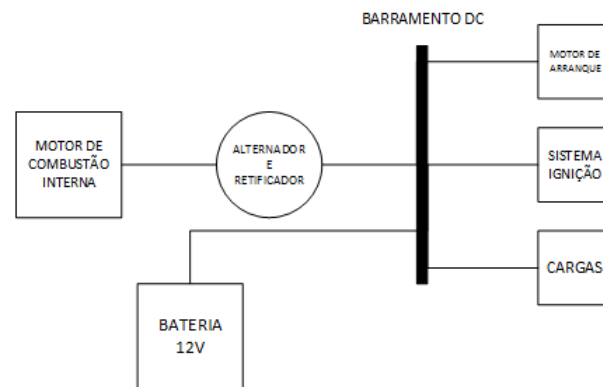 BARRAMENTO DC
MOTOR DE
ARRANQUE
MOTOR DE
COMBUSTÃO
INTERNA
ALTERNADOR
E
RETIFICADOR
SISTEMA
IGNIÇÃO
CARGAS
BATERIA
12V